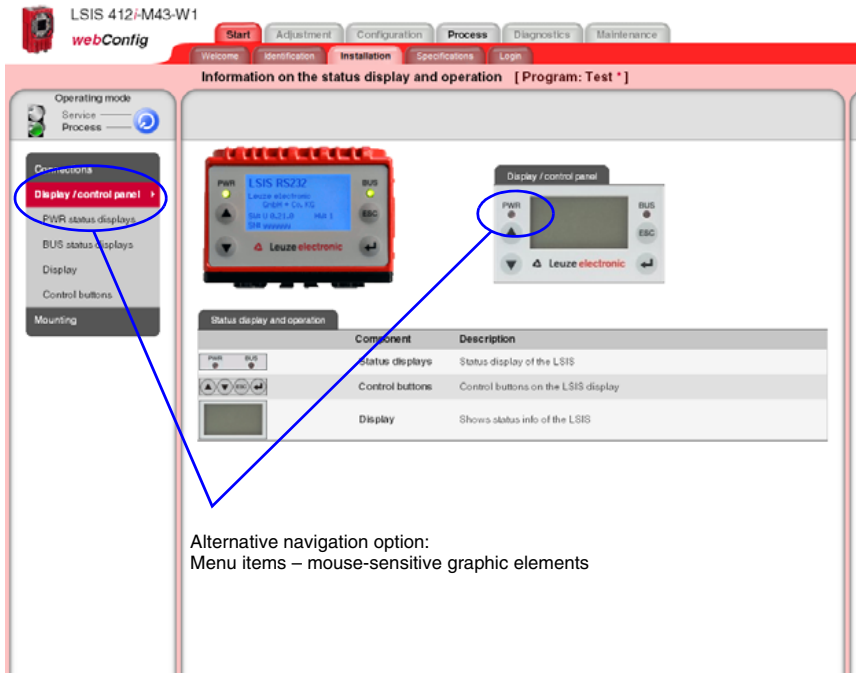 LSIS 412i-M43-W1
webConfig
Start Adjustment Configuration Process Diagnostics Maintenance
Welcome Identification Installation Specifications Login
Information on the status display and operation [ Program: Test * ]
Operating mode
Service
Process
Connections
Display / control panel
PWR status displays
BUS status displays
Display
Control buttons
Mounting
PWR LSIS RS232 BUS
Leuze electronic
GmbH + Co. KG
ESC
Leuze electronic
Display / control panel
PWR BUS
ESC
Leuze electronic
Status display and operation
Component Description
PWR BUS
Status displays Status display of the LSIS
ESC
Control buttons Control buttons on the LSIS display
Display Shows status info of the LSIS
Alternative navigation option:
Menu items – mouse-sensitive graphic elements